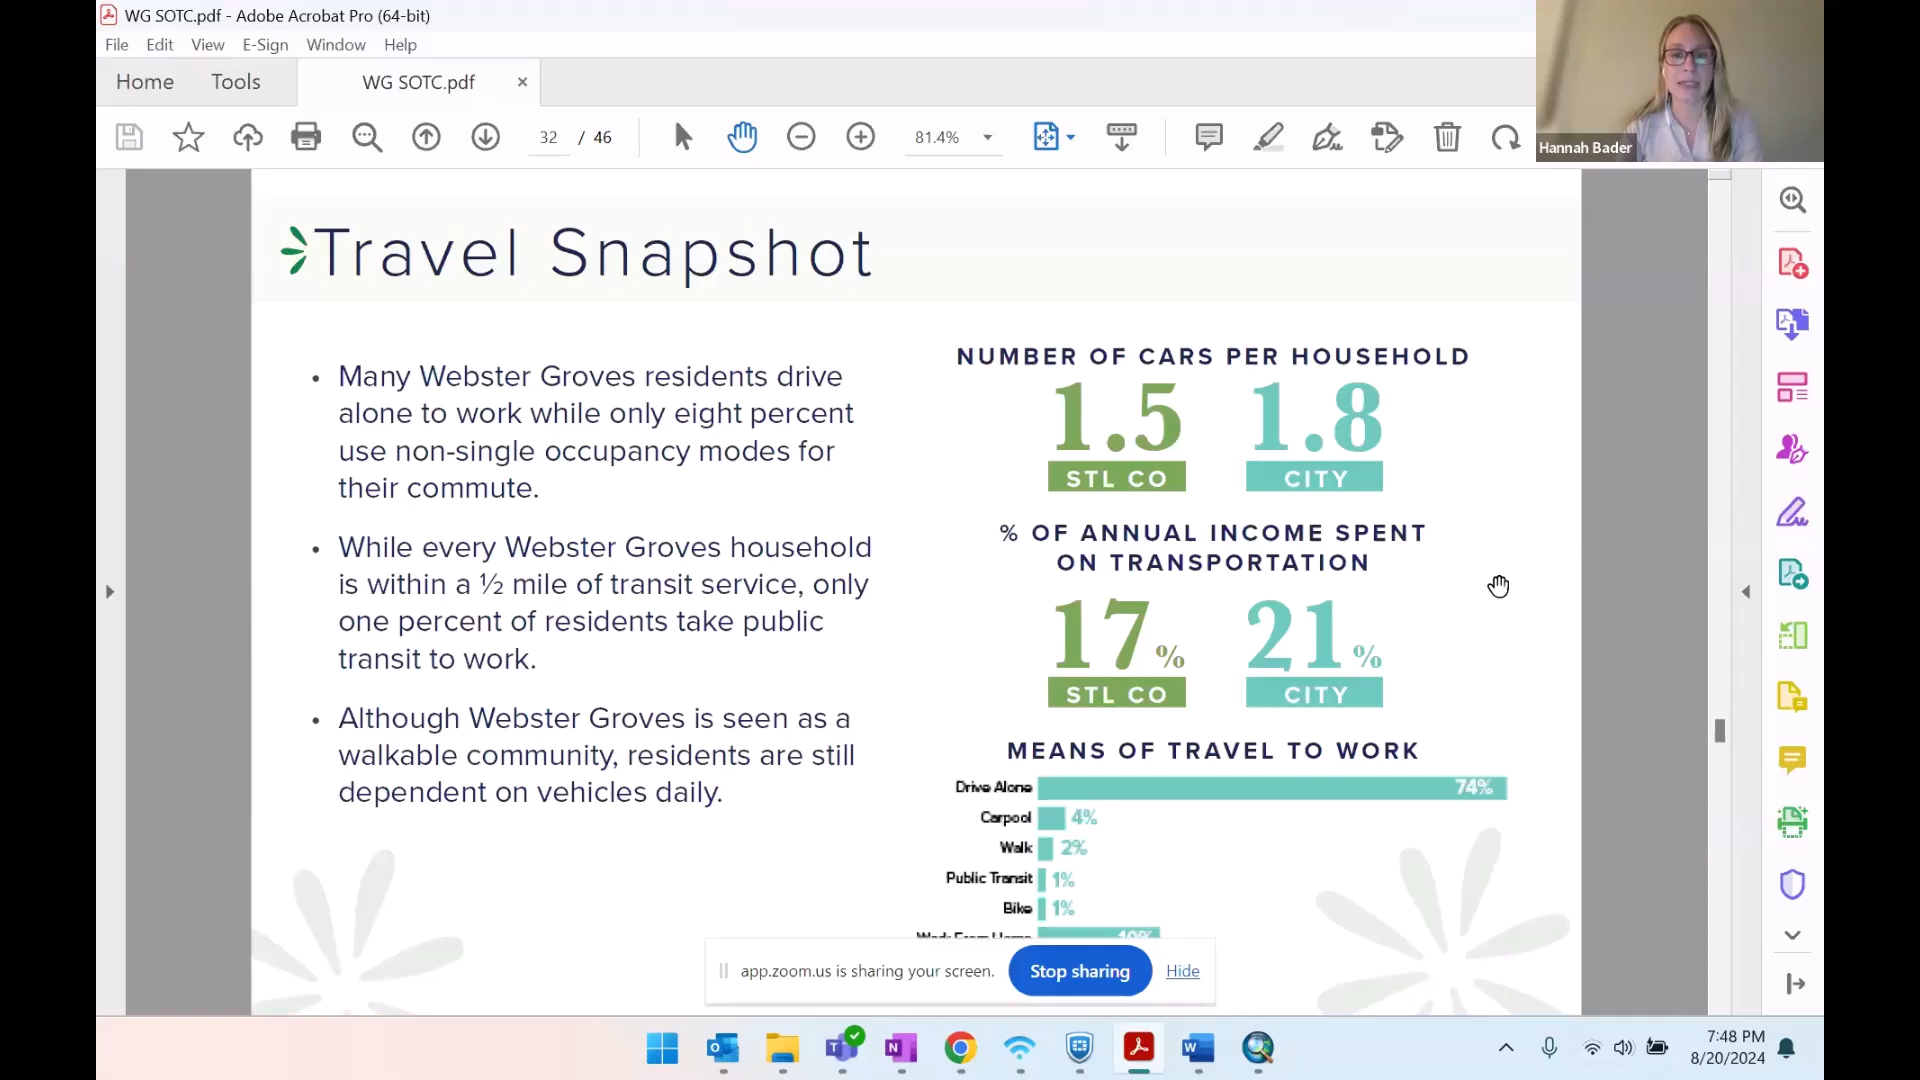 WG SOTC.pdf - Adobe Acrobat Pro (64-bit)
File Edit View E-Sign Window Help
Home Tools WG SOTC.pdf ×
32 / 46 81.4%
Hannah Bader
Travel Snapshot
• Many Webster Groves residents drive
alone to work while only eight percent
use non-single occupancy modes for
their commute.
• While every Webster Groves household
is within a ½ mile of transit service, only
one percent of residents take public
transit to work.
• Although Webster Groves is seen as a
walkable community, residents are still
dependent on vehicles daily.
NUMBER OF CARS PER HOUSEHOLD
1.5 1.8
STL CO CITY
% OF ANNUAL INCOME SPENT
ON TRANSPORTATION
17% 21%
STL CO CITY
MEANS OF TRAVEL TO WORK
Drive Alone 74%
Carpool 4%
Walk 2%
Public Transit 1%
Bike 1%
Work From Home
app.zoom.us is sharing your screen. Stop sharing Hide
7:48 PM
8/20/2024